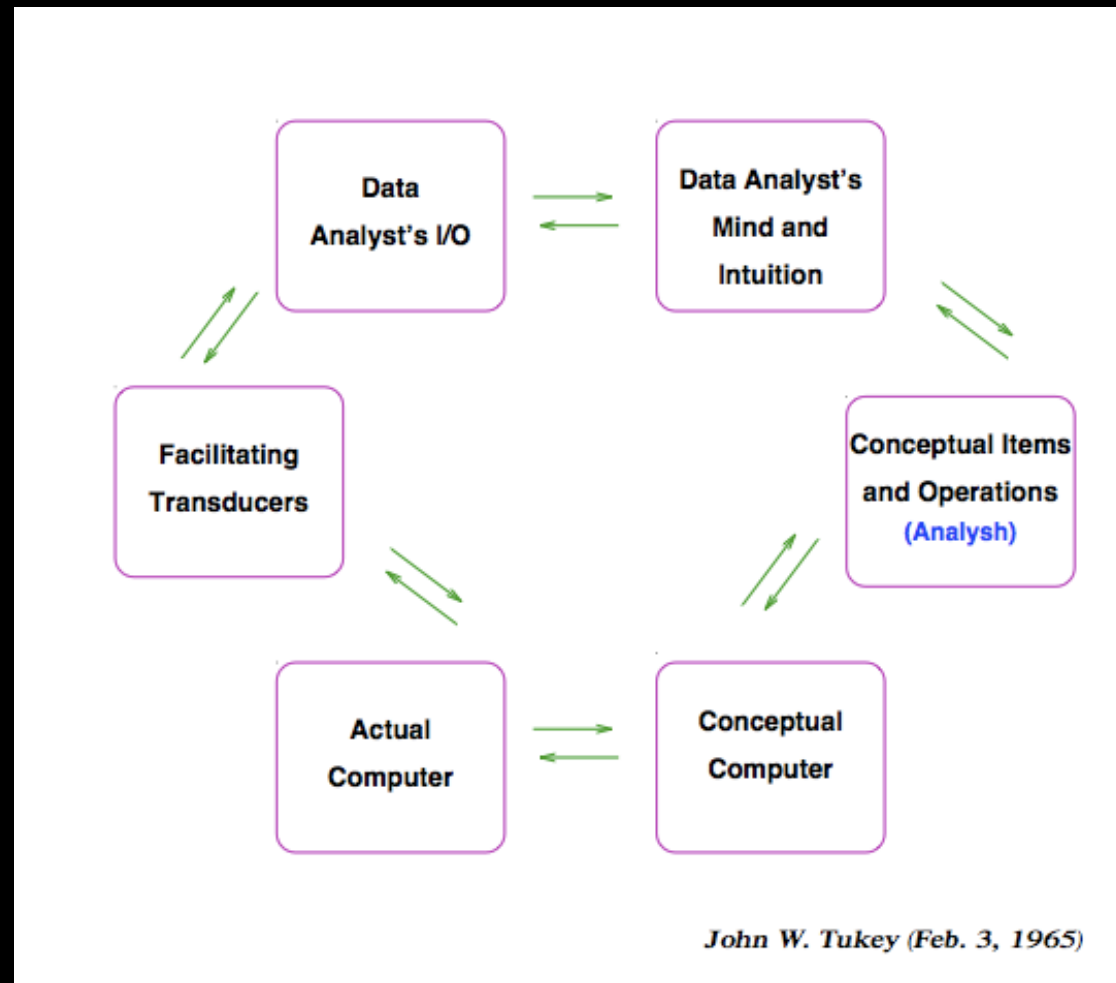 Data
Analyst's I/O
Data Analyst's
Mind and
Intuition
Facilitating
Transducers
Conceptual Items
and Operations
(Analysh)
Actual
Computer
Conceptual
Computer
John W. Tukey (Feb. 3, 1965)